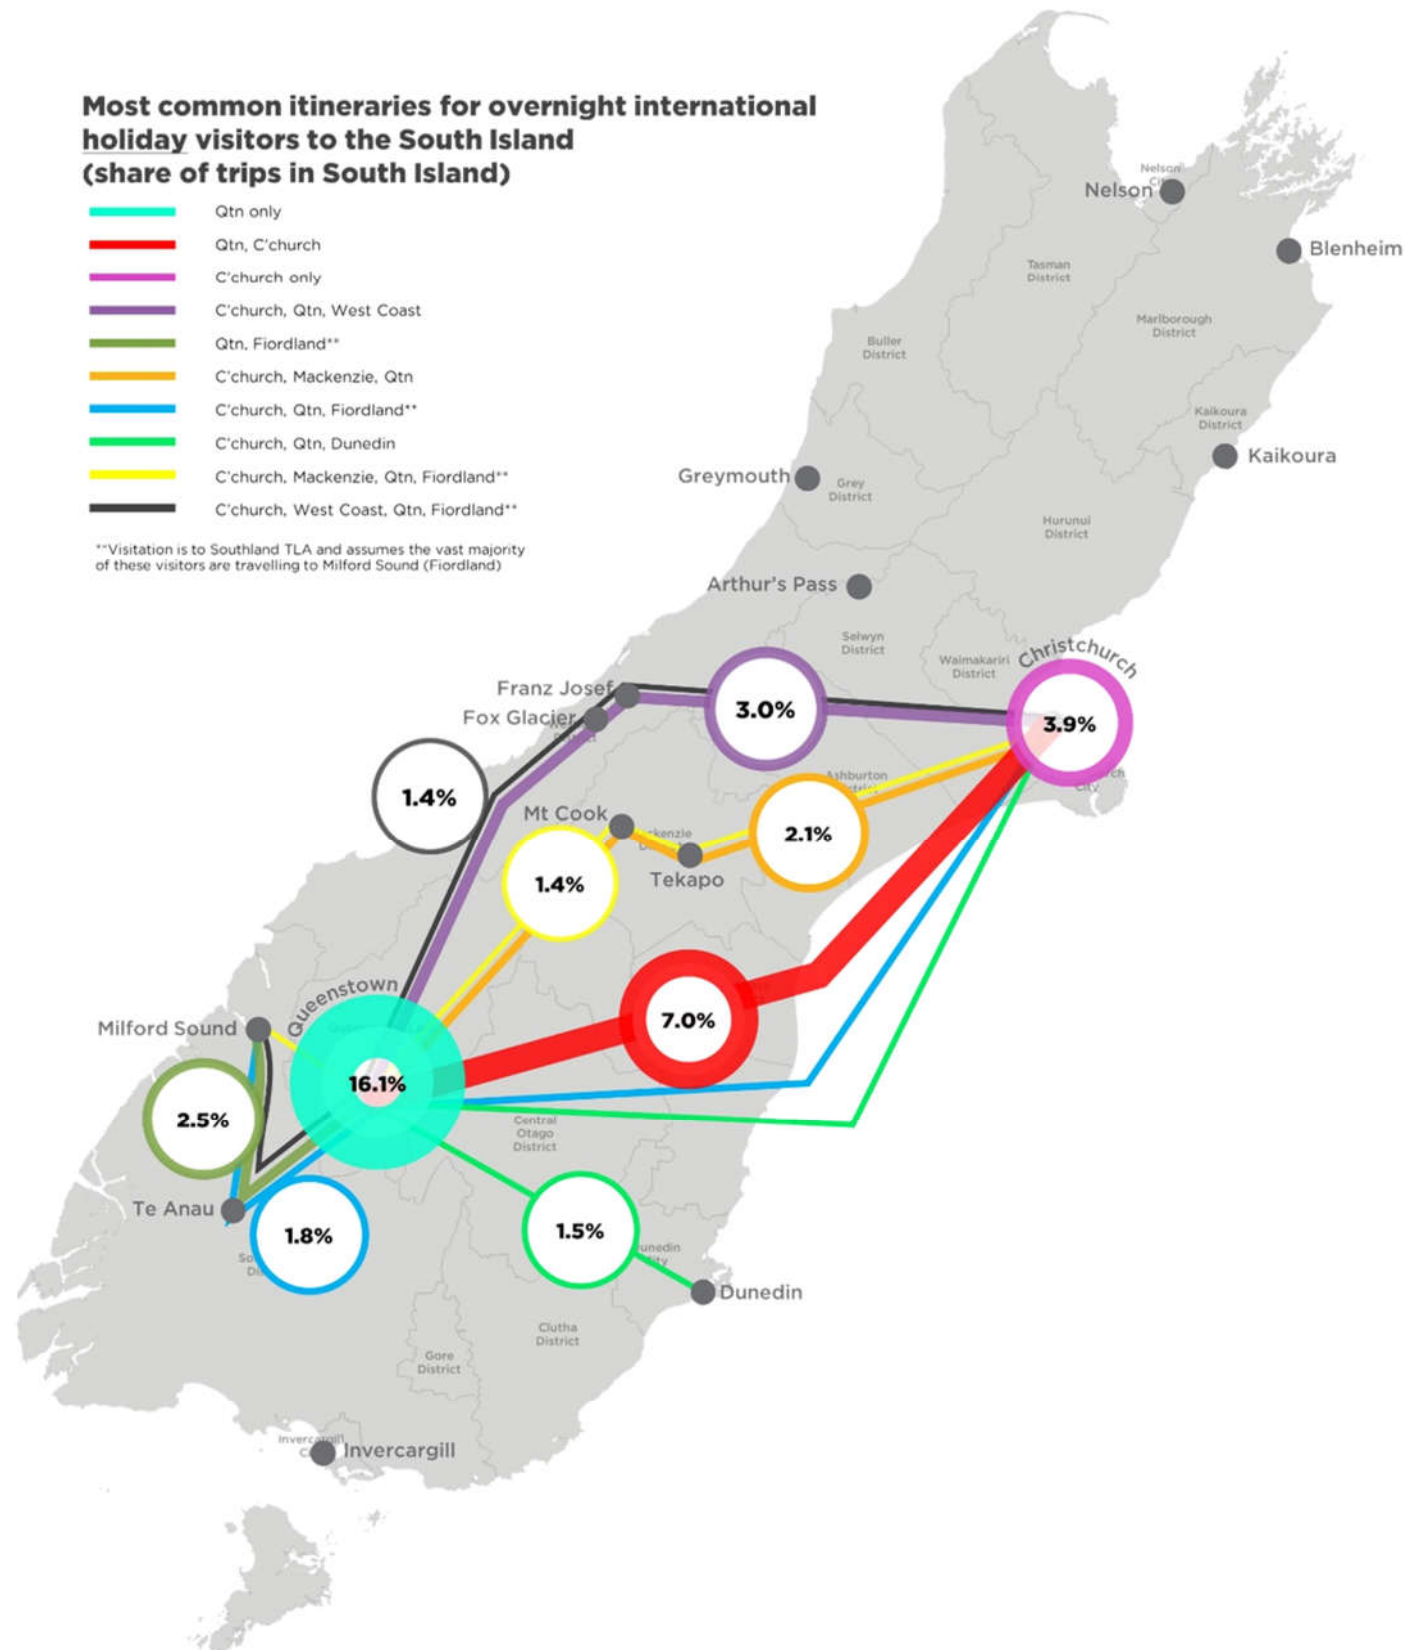 Most common itineraries for overnight international
holiday visitors to the South Island
(share of trips in South Island)
Qtn only
Qtn, C'church
C'church only
C'church, Qtn, West Coast
Qtn, Fiordland**
C'church, Mackenzie, Qtn
C'church, Qtn, Fiordland**
C'church, Qtn, Dunedin
C'church, Mackenzie, Qtn, Fiordland**
C'church, West Coast, Qtn, Fiordland**
**Visitation is to Southland TLA and assumes the vast majority
of these visitors are travelling to Milford Sound (Fiordland)
Nelson
Nelson
Blenheim
Tasman
District
Marlborough
District
Buller
District
Kaikoura
District
Kaikoura
Greymouth
Grey
District
Hurunui
District
Arthur's Pass
Selwyn
District
Waimakariri
District
Christchurch
Franz Josef
Fox Glacier
3.0%
3.9%
1.4%
Ashburton
City
Mt Cook
2.1%
Tekapo
1.4%
Queenstown
7.0%
Milford Sound
16.1%
2.5%
Central
Otago
District
Te Anau
1.8%
1.5%
Dunedin
Clutha
District
Gore
District
Invercargill
Invercargill